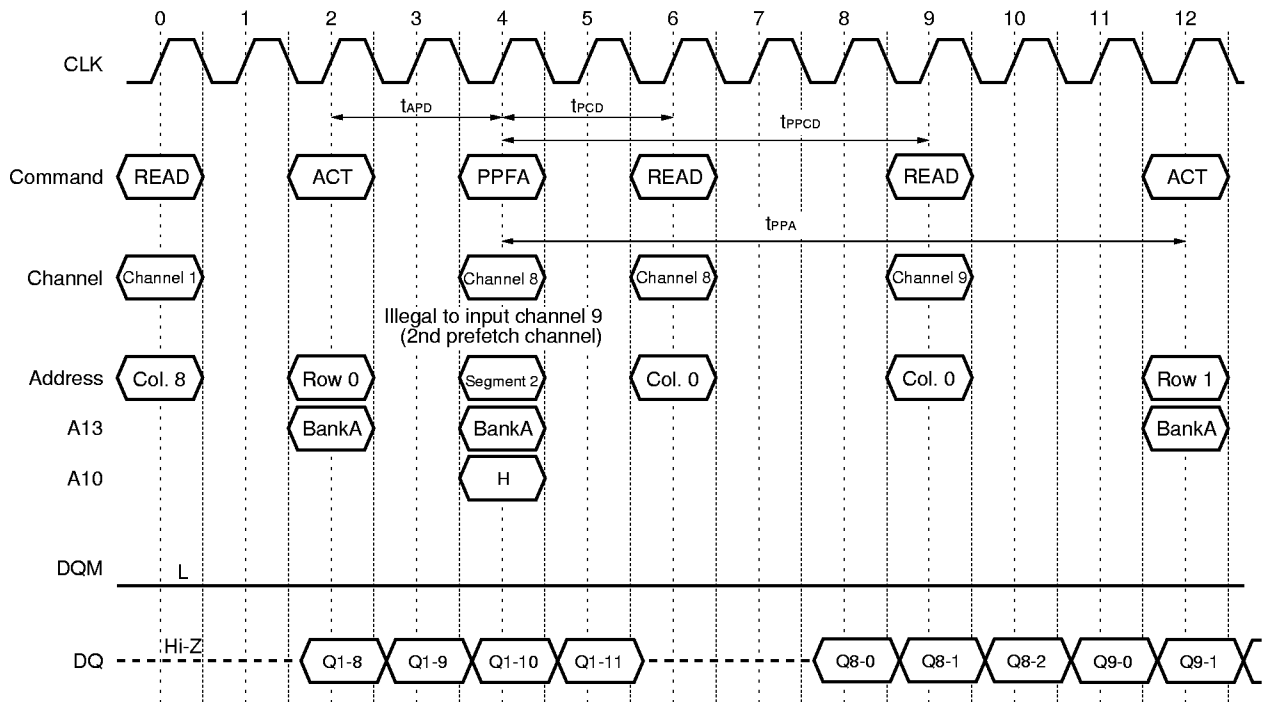 0 1 2 3 4 5 6 7 8 9 10 11 12
CLK
tAPD tPCD
tPPCD
Command READ ACT PPFA READ READ ACT
tPPA
Channel Channel 1 Channel 8 Channel 8 Channel 9
Illegal to input channel 9
(2nd prefetch channel)
Address Col. 8 Row 0 Segment 2 Col. 0 Col. 0 Row 1
A13 BankA BankA BankA
A10 H
DQM L
DQ Hi-Z Q1-8 Q1-9 Q1-10 Q1-11 Q8-0 Q8-1 Q8-2 Q9-0 Q9-1